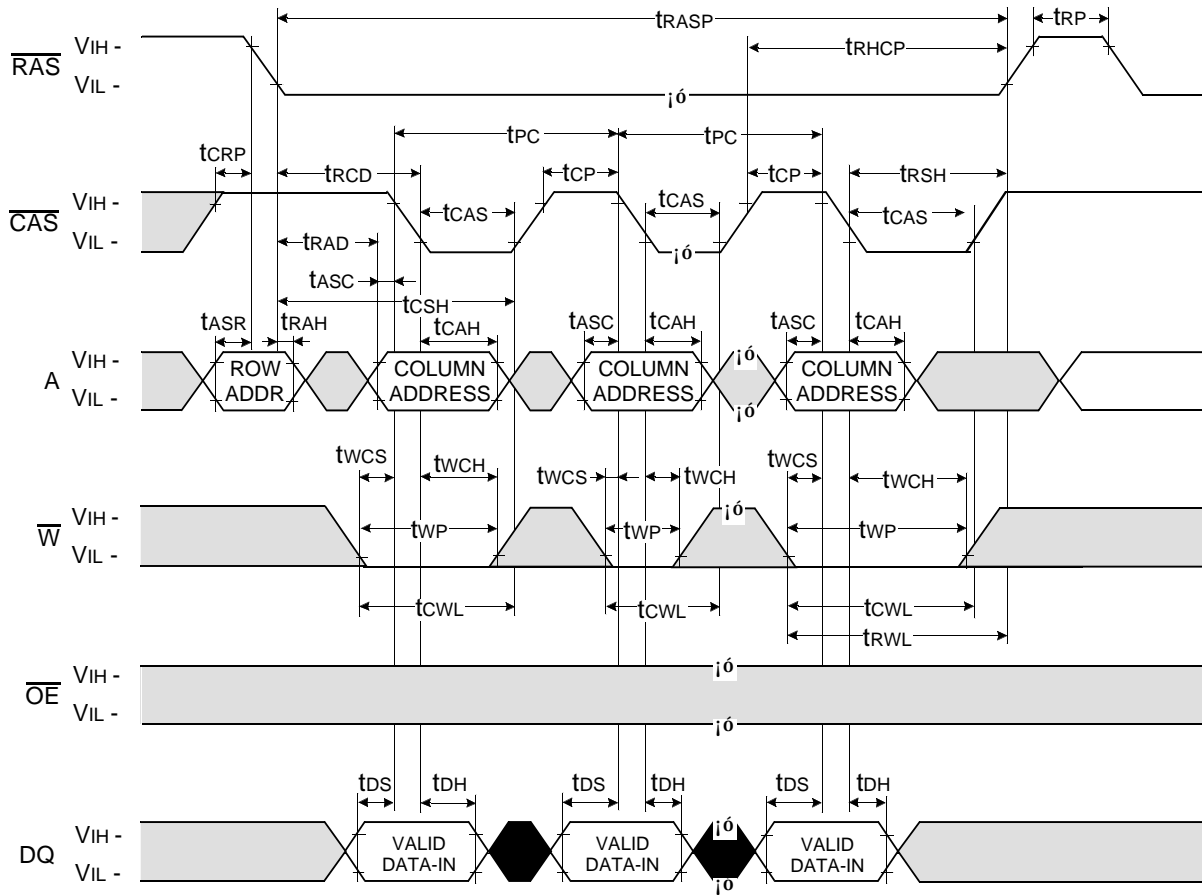 tRASP
tRP
tRHCP
RAS
VIH -
VIL -
¡ó
tPC
tPC
tCRP
tRCD
tCP
tCP
tRSH
CAS
VIH -
VIL -
tCAS
tCAS
tCAS
¡ó
tRAD
tASC
tCSH
tASR
tRAH
tCAH
tASC
tCAH
tASC
tCAH
A
VIH -
VIL -
ROW
ADDR
COLUMN
ADDRESS
COLUMN
ADDRESS
¡ó
¡ó
COLUMN
ADDRESS
tWCS
tWCH
tWCS
tWCH
tWCS
tWCH
W
VIH -
VIL -
tWP
tWP
¡ó
tWP
tCWL
tCWL
tCWL
tRWL
OE
VIH -
VIL -
¡ó
¡ó
tDS
tDH
tDS
tDH
tDS
tDH
DQ
VIH -
VIL -
VALID
DATA-IN
VALID
DATA-IN
¡ó
¡ó
VALID
DATA-IN